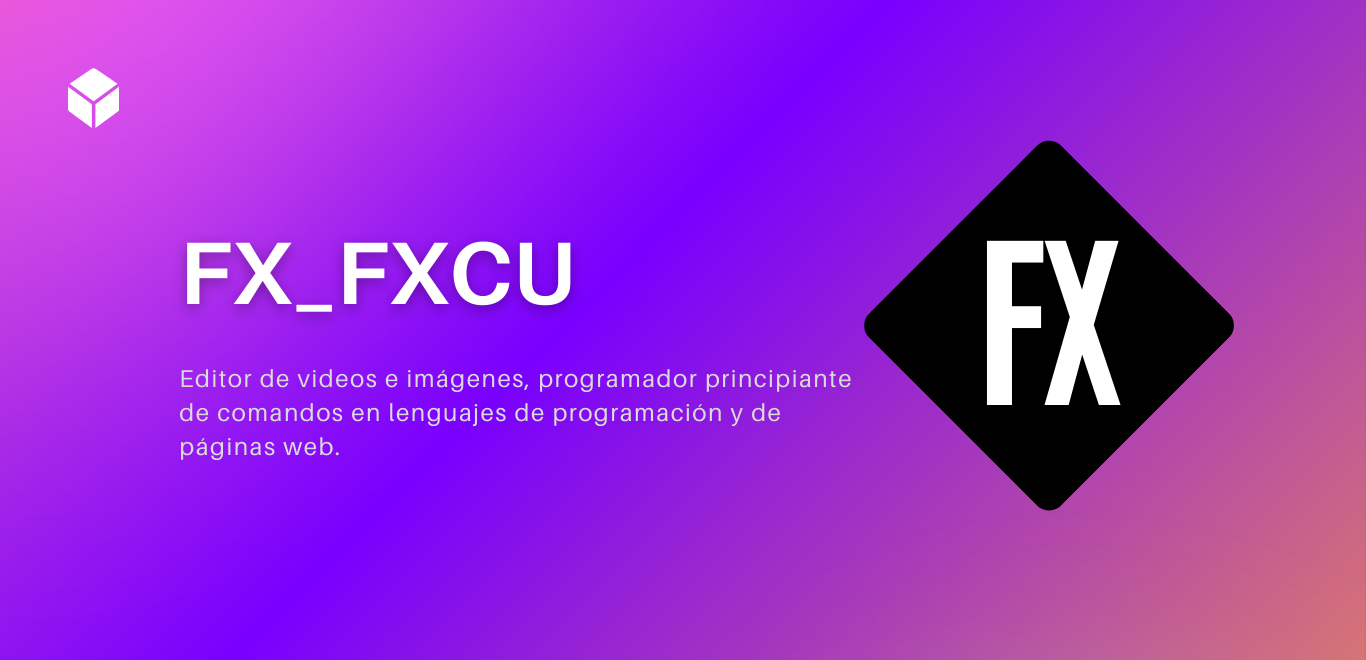 FX_FXCU
Editor de videos e imágenes, programador principiante
de comandos en lenguajes de programación y de
páginas web.
FX